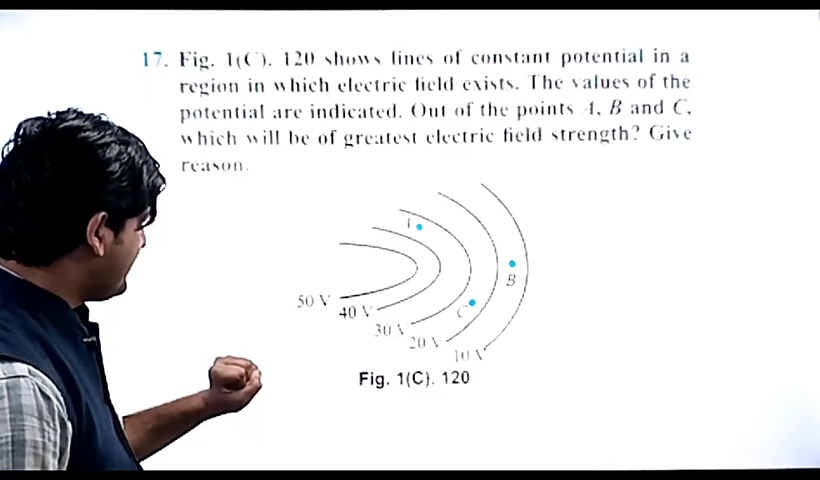 17. Fig. 1(C). 120 shows lines of constant potential in a
region in which electric field exists. The values of the
potential are indicated. Out of the points A, B and C,
which will be of greatest electric field strength? Give
reason.
A
B
C
50 V
40 V
30 V
20 V
10 V
Fig. 1(C). 120